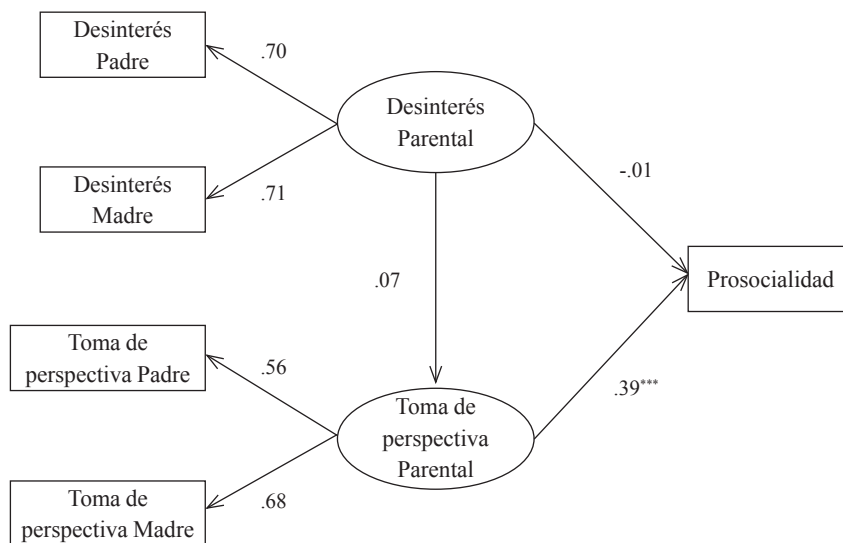 Desinterés
Padre
.70
Desinterés
Parental
Desinterés
Madre
.71
-.01
.07
Prosocialidad
Toma de
perspectiva Padre
.56
Toma de
perspectiva
Parental
.39***
Toma de
perspectiva Madre
.68